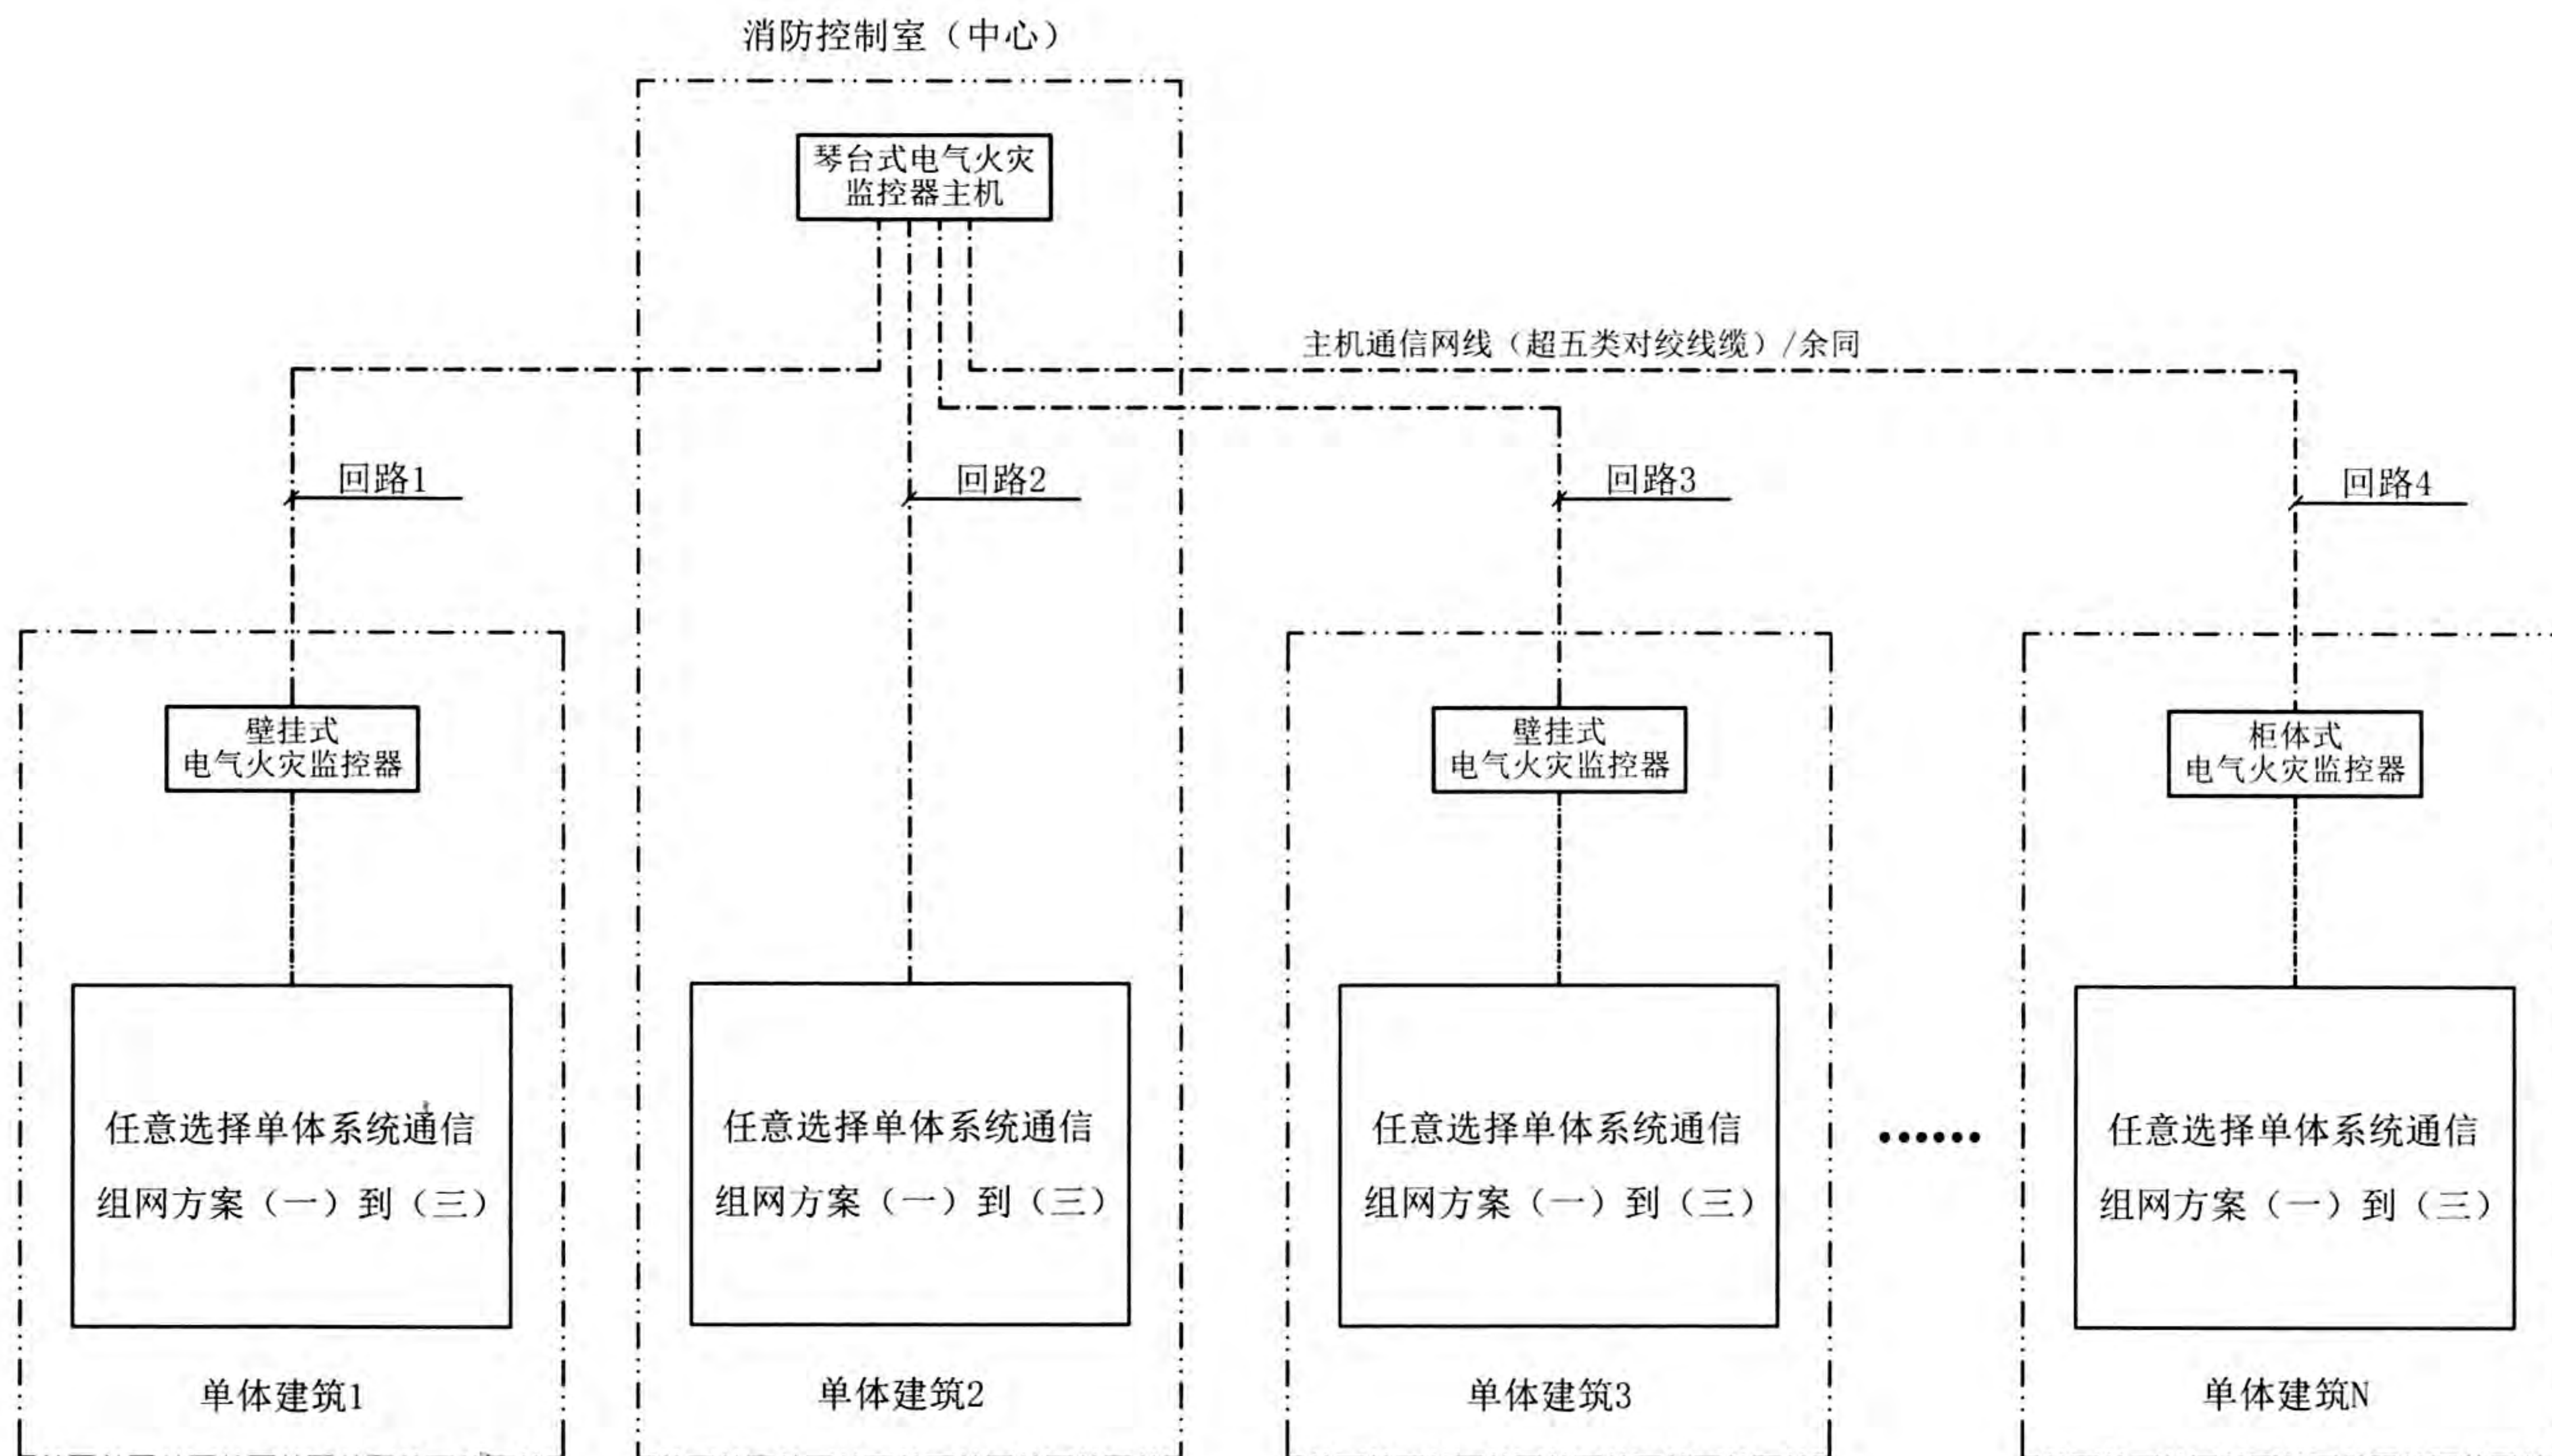 消防控制室（中心）
琴台式电气火灾
监控器主机
主机通信网线（超五类对绞线缆）/余同
回路1
回路2
回路3
回路4
壁挂式
电气火灾监控器
壁挂式
电气火灾监控器
柜体式
电气火灾监控器
任意选择单体系统通信
组网方案（一）到（三）
任意选择单体系统通信
组网方案（一）到（三）
任意选择单体系统通信
组网方案（一）到（三）
••••••
任意选择单体系统通信
组网方案（一）到（三）
单体建筑1
单体建筑2
单体建筑3
单体建筑N